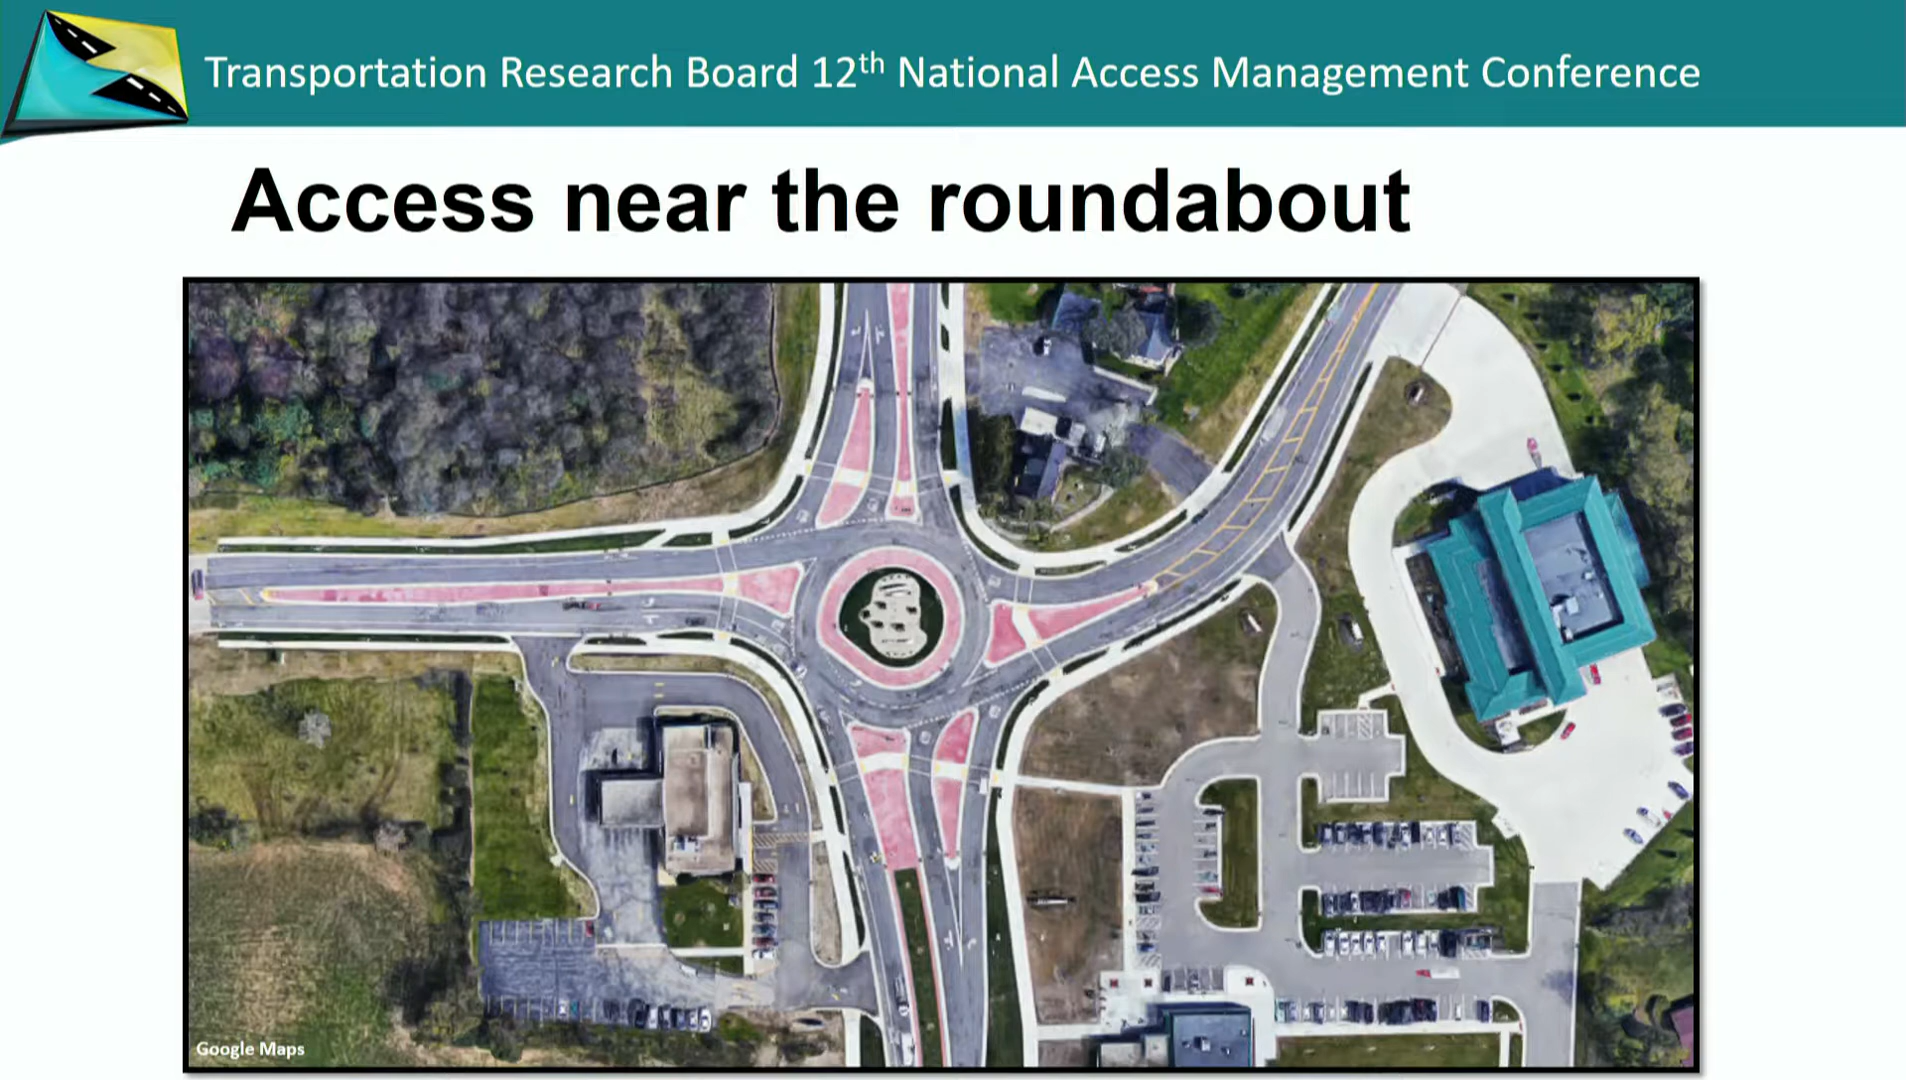 Transportation Research Board 12th National Access Management Conference
Access near the roundabout
Google Maps